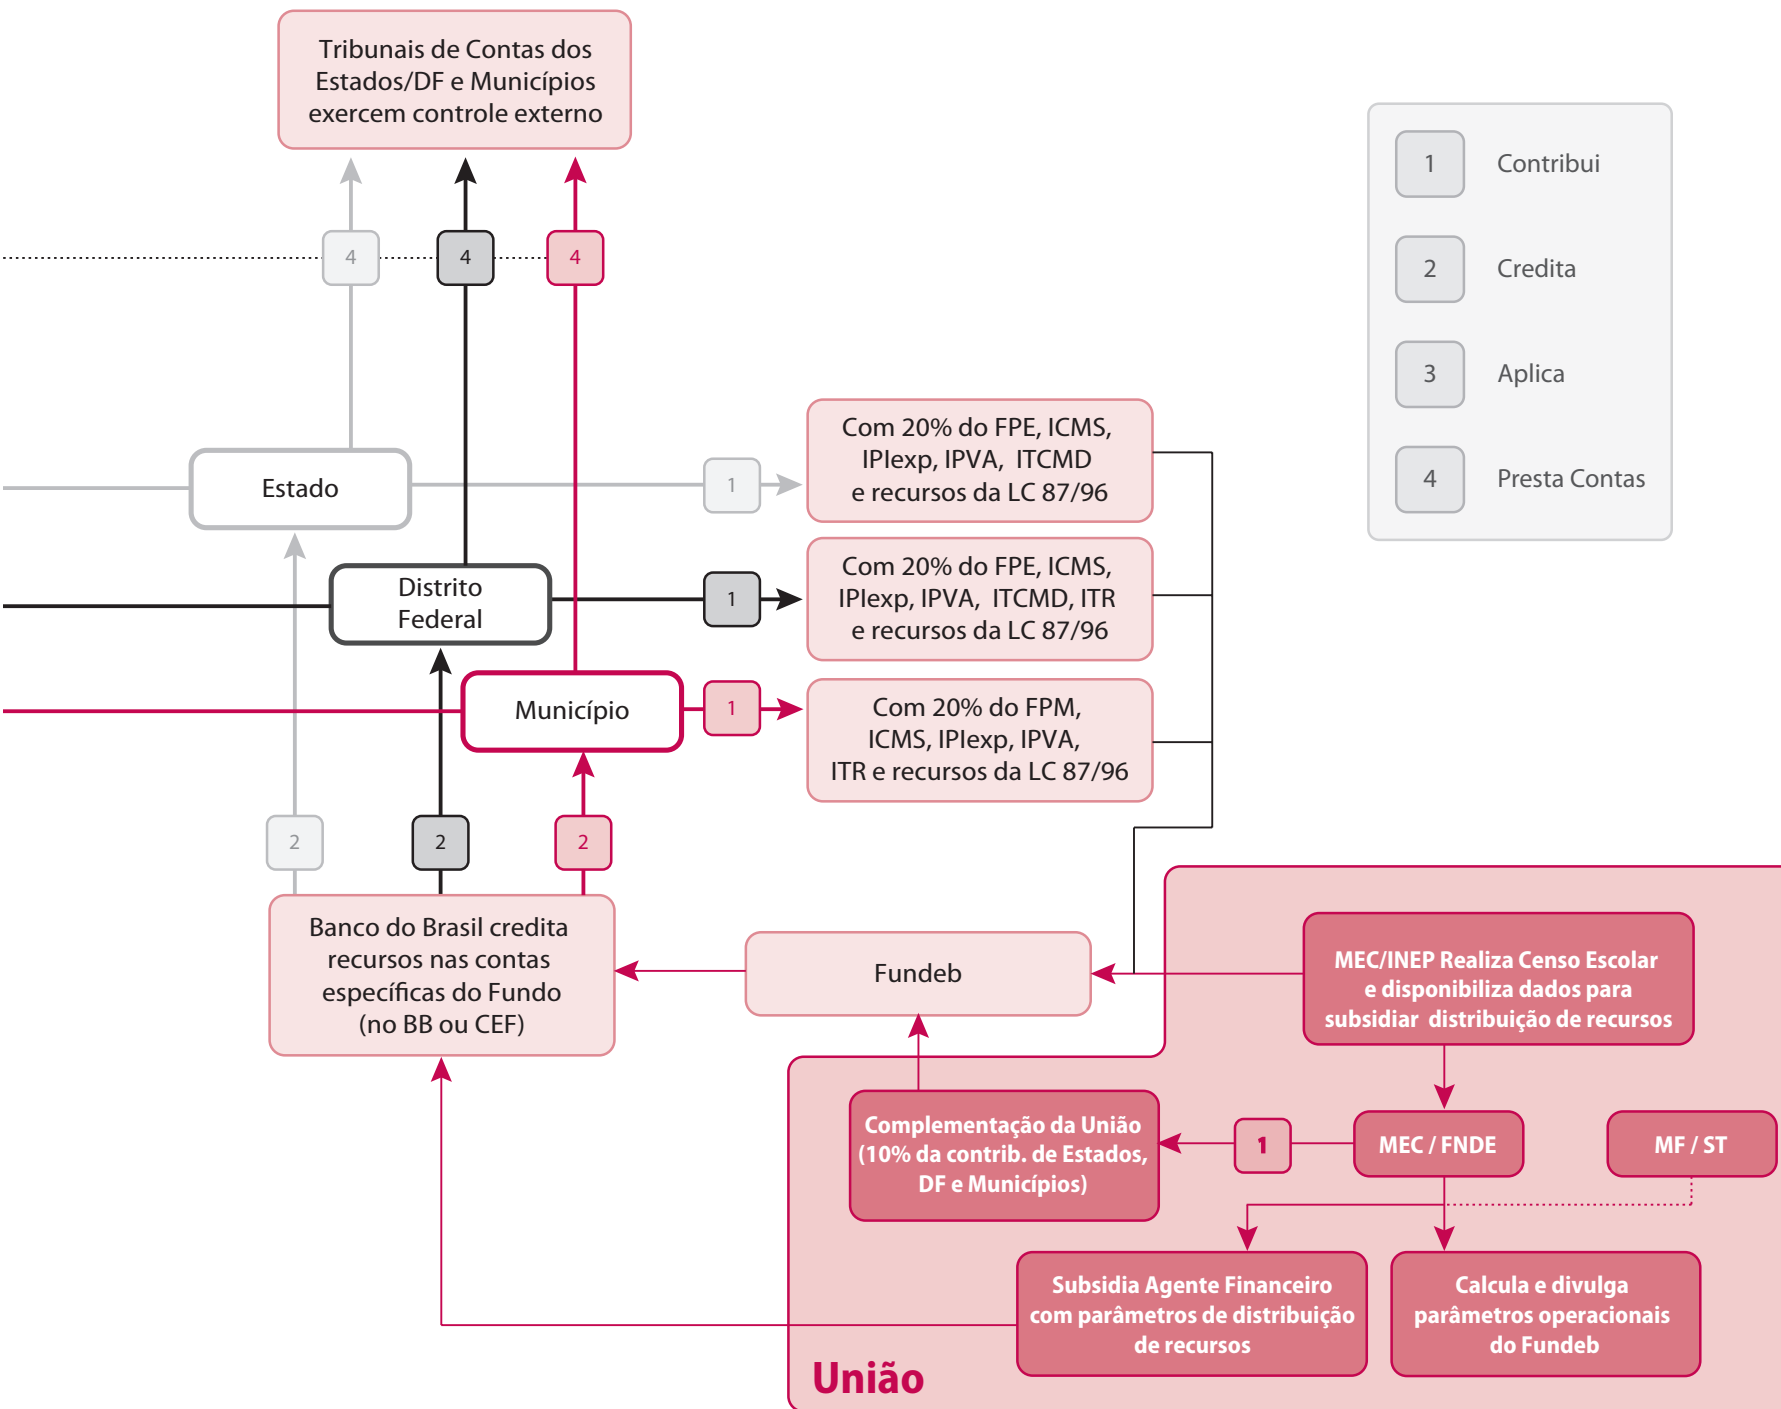 Tribunais de Contas dos
Estados/DF e Municípios
exercem controle externo
1 Contribui
2 Credita
3 Aplica
4 Presta Contas
4
4
4
Estado
1
Com 20% do FPE, ICMS,
IPIexp, IPVA, ITCMD
e recursos da LC 87/96
Distrito
Federal
1
Com 20% do FPE, ICMS,
IPIexp, IPVA, ITCMD, ITR
e recursos da LC 87/96
Município
1
Com 20% do FPM,
ICMS, IPIexp, IPVA,
ITR e recursos da LC 87/96
2
2
2
Banco do Brasil credita
recursos nas contas
específicas do Fundo
(no BB ou CEF)
Fundeb
MEC/INEP Realiza Censo Escolar
e disponibiliza dados para
subsidiar distribuição de recursos
Complementação da União
(10% da contrib. de Estados,
DF e Municípios)
1
MEC / FNDE
MF / ST
Subsidia Agente Financeiro
com parâmetros de distribuição
de recursos
Calcula e divulga
parâmetros operacionais
do Fundeb
União